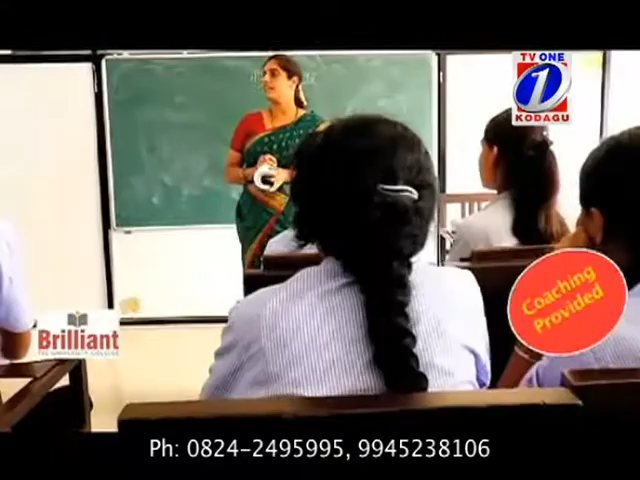 TV ONE
1
KODAGU
Coaching
Provided
Brilliant
Ph: 0824-2495995, 9945238106